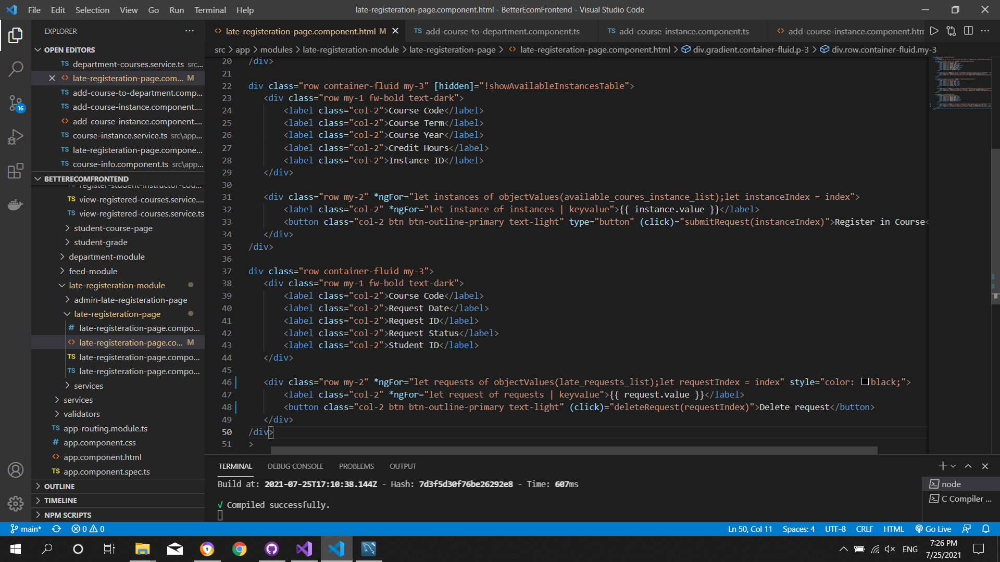 File Edit Selection View Go Run Terminal Help
late-registeration-page.component.html - BetterEcomFrontend - Visual Studio Code
EXPLORER ...
OPEN EDITORS
TS department-courses.service.ts src...
<> late-registeration-page.com... M
TS add-course-to-department.comp...
TS add-course-instance.component....
<> add-course-instance.component....
TS course-instance.service.ts src\app...
TS late-registeration-page.compone...
TS course-info.component.ts src\app...
BETTERECOMFRONTEND
TS register-student-instructor-cou...
TS view-registered-courses.service....
TS view-registered-courses.service.ts
student-course-page
student-grade
department-module
feed-module
late-registeration-module
admin-late-registeration-page
late-registeration-page
# late-registeration-page.compo...
<> late-registeration-page.co... M
TS late-registeration-page.compo...
TS late-registeration-page.compo...
services
services
validators
TS app-routing.module.ts
# app.component.css
<> app.component.html
TS app.component.spec.ts
OUTLINE
TIMELINE
NPM SCRIPTS
16
<> late-registeration-page.component.html M
TS add-course-to-department.component.ts
TS add-course-instance.component.ts
<> add-course-instance.component.htm
src > app > modules > late-registeration-module > late-registeration-page > <> late-registeration-page.component.html > div.gradient.container-fluid.p-3 > div.row.container-fluid.my-3
20 /div>
21
22 div class="row container-fluid my-3" [hidden]="!showAvailableInstancesTable">
23 <div class="row my-1 fw-bold text-dark">
24 <label class="col-2">Course Code</label>
25 <label class="col-2">Course Term</label>
26 <label class="col-2">Course Year</label>
27 <label class="col-2">Credit Hours</label>
28 <label class="col-2">Instance ID</label>
29 </div>
30
31 <div class="row my-2" *ngFor="let instances of objectValues(available_coures_instance_list);let instanceIndex = index">
32 <label class="col-2" *ngFor="let instance of instances | keyvalue">{{ instance.value }}</label>
33 <button class="col-2 btn btn-outline-primary text-light" type="button" (click)="submitRequest(instanceIndex)">Register in Course<
34 </div>
35 /div>
36
37 div class="row container-fluid my-3">
38 <div class="row my-1 fw-bold text-dark">
39 <label class="col-2">Course Code</label>
40 <label class="col-2">Request Date</label>
41 <label class="col-2">Request ID</label>
42 <label class="col-2">Request Status</label>
43 <label class="col-2">Student ID</label>
44 </div>
45
46 <div class="row my-2" *ngFor="let requests of objectValues(late_requests_list);let requestIndex = index" style="color: black;">
47 <label class="col-2" *ngFor="let request of requests | keyvalue">{{ request.value }}</label>
48 <button class="col-2 btn btn-outline-primary text-light" (click)="deleteRequest(requestIndex)">Delete request</button>
49 </div>
50 /div>
51 >
TERMINAL DEBUG CONSOLE PROBLEMS OUTPUT
Build at: 2021-07-25T17:10:38.144Z - Hash: 7d3f5d30f76be26292e8 - Time: 607ms
√ Compiled successfully.
node
C Compiler ...
main* 0 0 Ln 50, Col 11 Spaces: 4 UTF-8 CRLF HTML Go Live
ENG
7:26 PM
7/25/2021